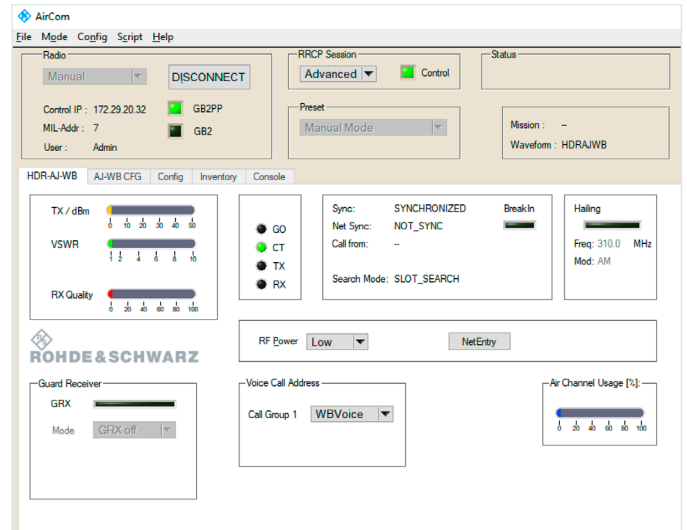 AirCom
File Mode Config Script Help
Radio
Manual
DISCONNECT
Control IP : 172.29.20.32
GB2PP
MIL-Addr : 7
GB2
User : Admin
RRCP Session
Advanced
Control
Status
Preset
Manual Mode
Mission : --
Waveform : HDRAJWB
HDR-AJ-WB AJ-WB CFG Config Inventory Console
TX / dBm
0 10 20 30 40 50
VSWR
1 2 4 6 8 10
RX Quality
0 20 40 60 80 100
GO
CT
TX
RX
Sync: SYNCHRONIZED
BreakIn
Net Sync: NOT_SYNC
Call from: --
Search Mode: SLOT_SEARCH
Hailing
Freq: 310.0 MHz
Mod: AM
ROHDE&SCHWARZ
RF Power Low
NetEntry
Guard Receiver
GRX
Mode GRX off
Voice Call Address
Call Group 1 WBVoice
Air Channel Usage [%]:
0 20 40 60 80 100